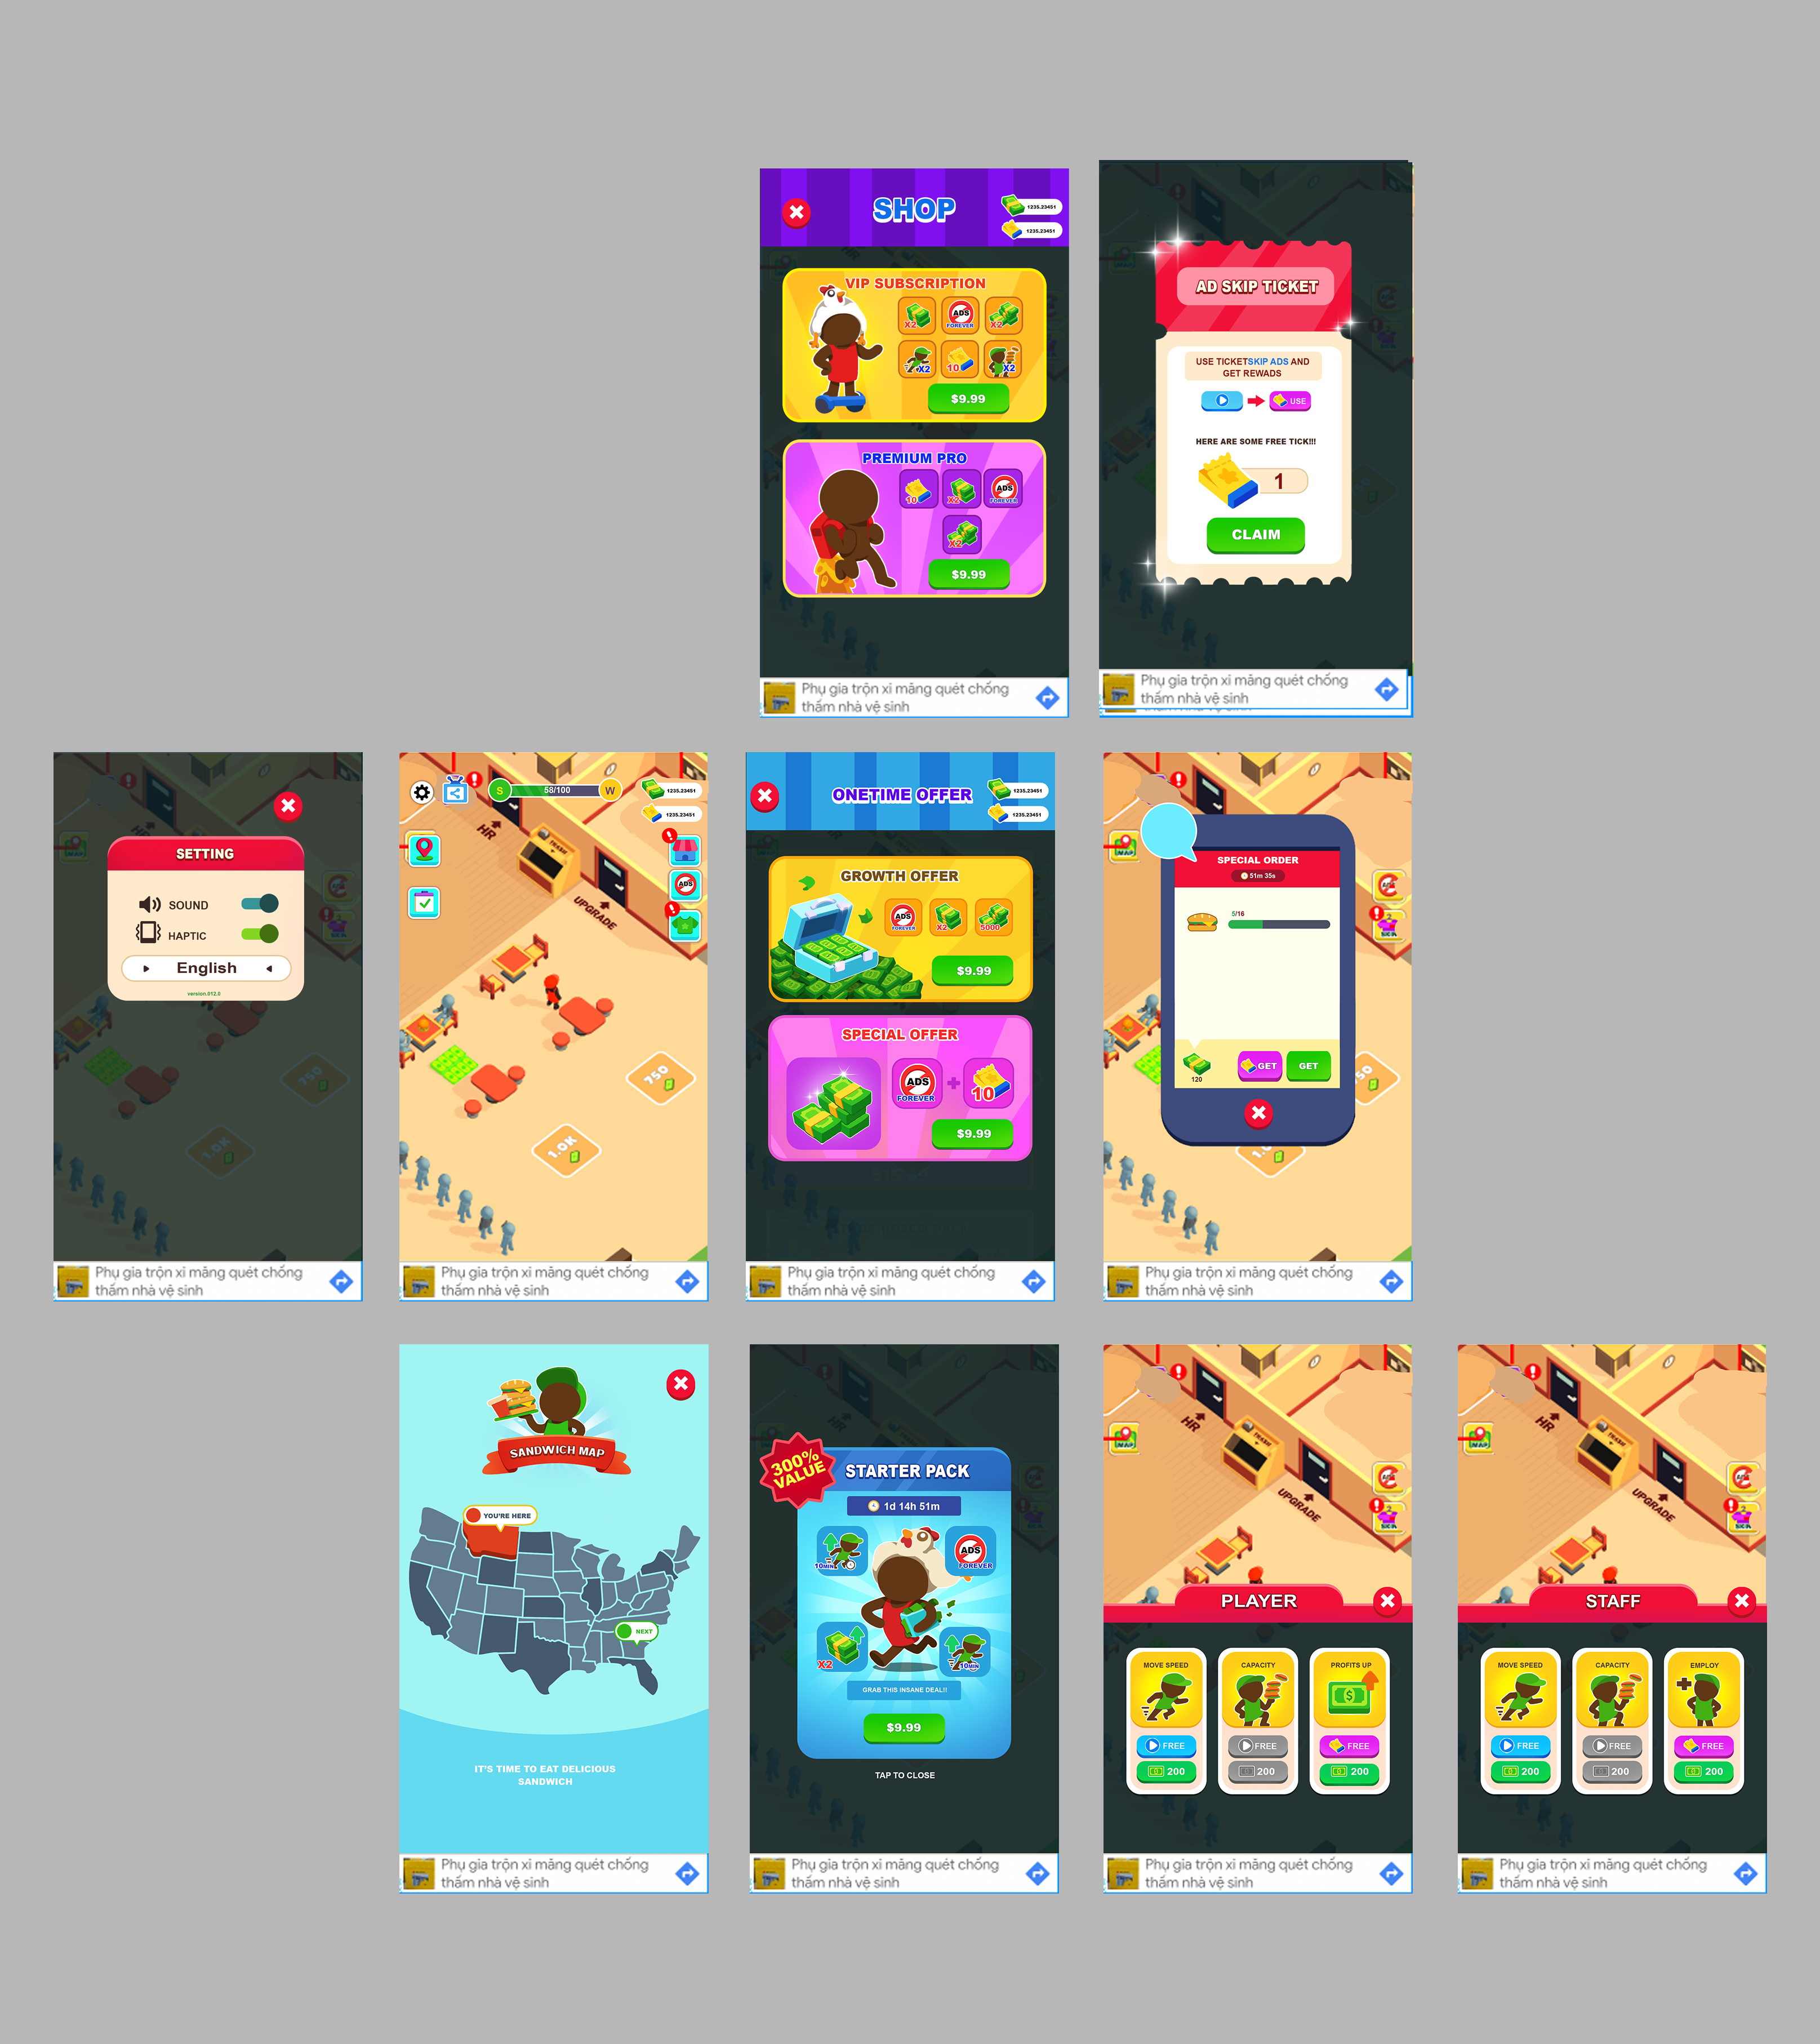 SHOP
1235.23451
1235.23451
VIP SUBSCRIPTION
X2
ADS
FOREVER
X2
X2
10
X2
$9.99
PREMIUM PRO
10
X2
ADS
FOREVER
X2
$9.99
Phụ gia trộn xi măng quét chống
thấm nhà vệ sinh
AD SKIP TICKET
USE TICKETSKIP ADS AND
GET REWADS
USE
HERE ARE SOME FREE TICK!!!
1
CLAIM
Phụ gia trộn xi măng quét chống
thấm nhà vệ sinh
SETTING
SOUND
HAPTIC
English
version.012.0
750
1.0K
Phụ gia trộn xi măng quét chống
thấm nhà vệ sinh
S
58/100
W
1235.23451
1235.23451
HR
TRASH
ADS
UPGRADE
750
1.0K
Phụ gia trộn xi măng quét chống
thấm nhà vệ sinh
ONETIME OFFER
1235.23451
1235.23451
GROWTH OFFER
ADS
FOREVER
X2
5000
$9.99
SPECIAL OFFER
ADS
FOREVER
10
$9.99
Phụ gia trộn xi măng quét chống
thấm nhà vệ sinh
MAP
SPECIAL ORDER
51m 35s
5/16
120
GET
GET
Phụ gia trộn xi măng quét chống
thấm nhà vệ sinh
SANDWICH MAP
YOU'RE HERE
NEXT
IT'S TIME TO EAT DELICIOUS
SANDWICH
Phụ gia trộn xi măng quét chống
thấm nhà vệ sinh
300%
VALUE
STARTER PACK
1d 14h 51m
10MIN
ADS
FOREVER
X2
10MIN
GRAB THIS INSANE DEAL!!
$9.99
TAP TO CLOSE
Phụ gia trộn xi măng quét chống
thấm nhà vệ sinh
HR
TRASH
MAP
UPGRADE
PLAYER
MOVE SPEED
CAPACITY
PROFITS UP
FREE
FREE
FREE
200
200
200
Phụ gia trộn xi măng quét chống
thấm nhà vệ sinh
HR
TRASH
MAP
UPGRADE
STAFF
MOVE SPEED
CAPACITY
EMPLOY
FREE
FREE
FREE
200
200
200
Phụ gia trộn xi măng quét chống
thấm nhà vệ sinh